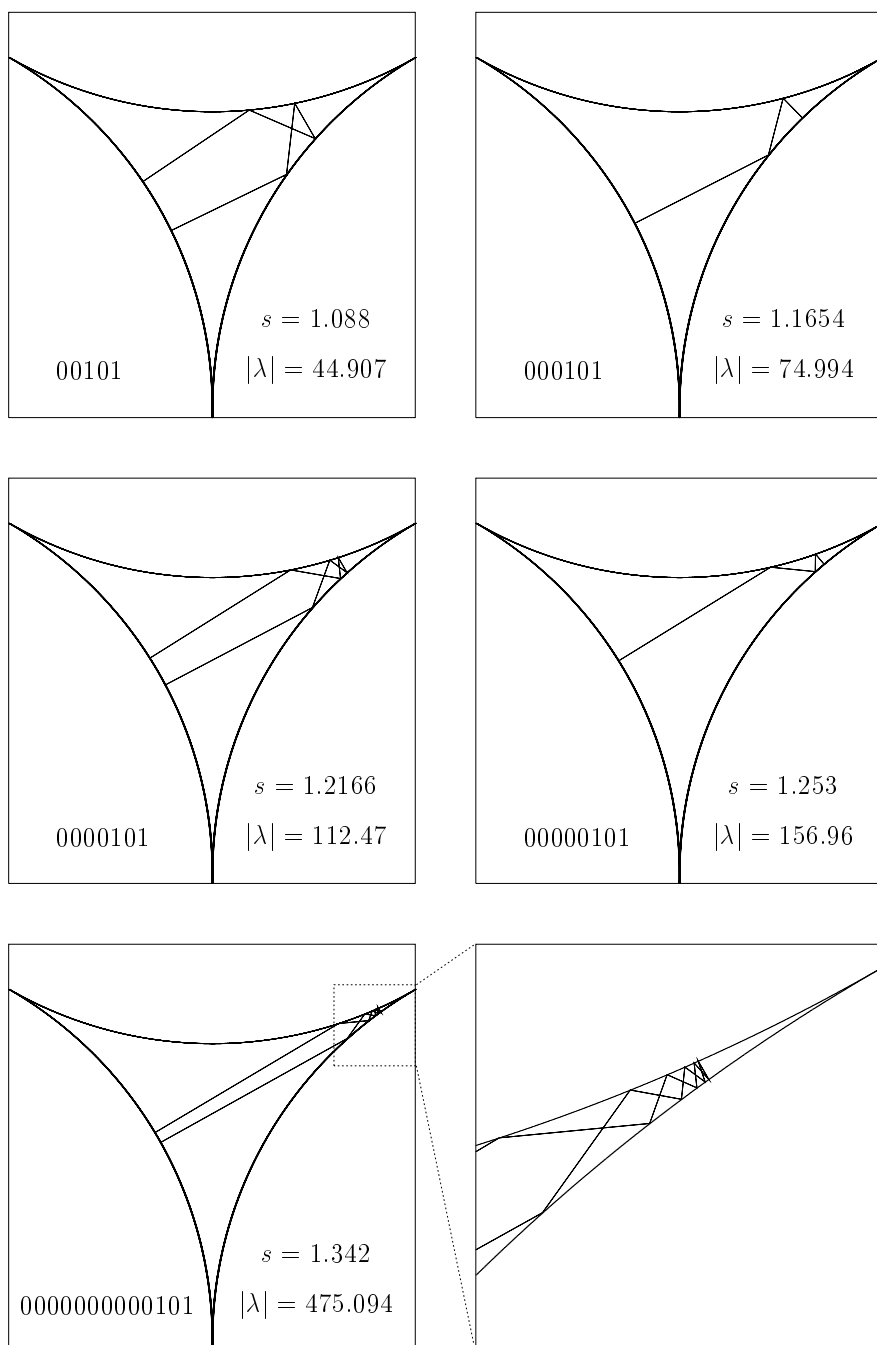 s = 1.088
00101
|λ| = 44.907
s = 1.1654
000101
|λ| = 74.994
s = 1.2166
0000101
|λ| = 112.47
s = 1.253
00000101
|λ| = 156.96
s = 1.342
0000000000101
|λ| = 475.094